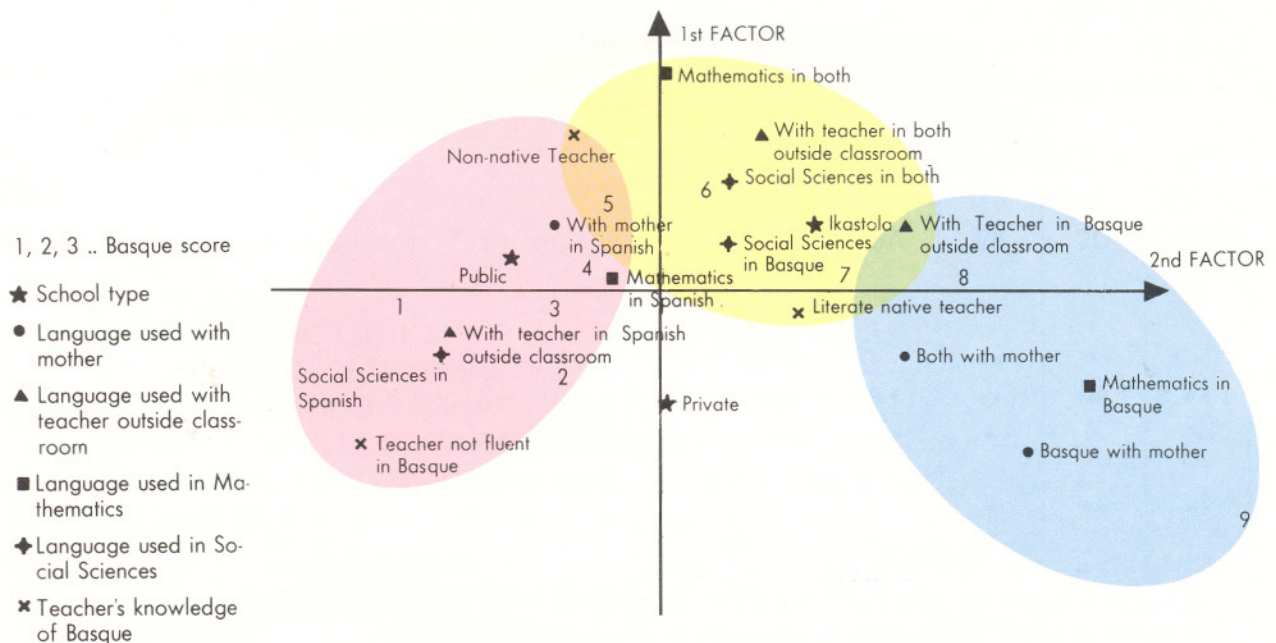 1st FACTOR
Mathematics in both
With teacher in both
outside classroom
Non-native Teacher
Social Sciences in both
6
5
With mother
in Spanish
Ikastola
With Teacher in Basque
outside classroom
1, 2, 3 .. Basque score
Social Sciences
in Basque
2nd FACTOR
Public
4
Mathematics
in Spanish
7
8
School type
1
3
Literate native teacher
Language used with
mother
With teacher in Spanish
outside classroom
2
Both with mother
Social Sciences in
Spanish
Mathematics in
Basque
Language used with
teacher outside class-
room
Private
Teacher not fluent
in Basque
Basque with mother
Language used in Ma-
thematics
9
Language used in So-
cial Sciences
Teacher's knowledge
of Basque